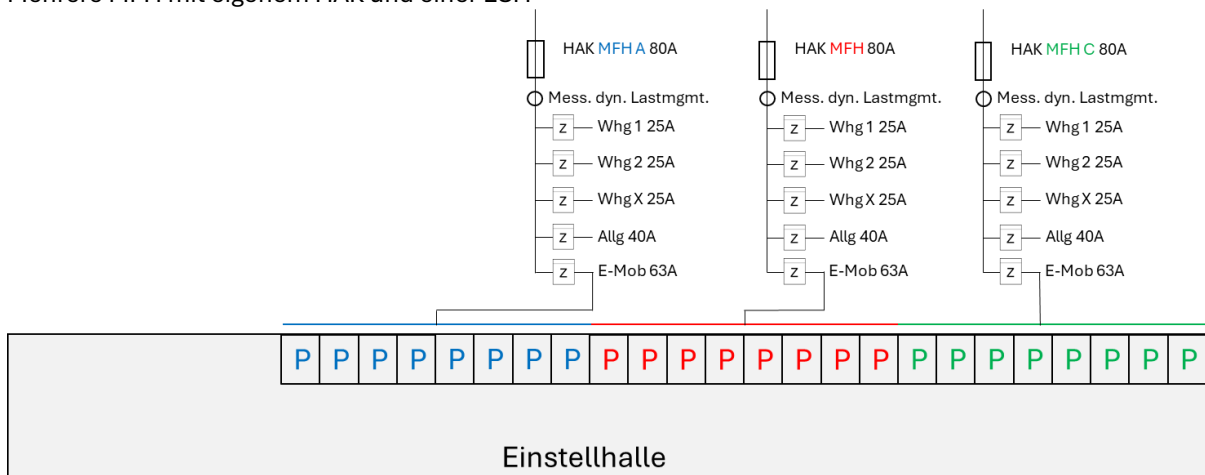 HAK MFH A 80A
HAK MFH 80A
HAK MFH C 80A
Mess. dyn. Lastmgmt.
Mess. dyn. Lastmgmt.
Mess. dyn. Lastmgmt.
Z Whg 1 25A
Z Whg 1 25A
Z Whg 1 25A
Z Whg 2 25A
Z Whg 2 25A
Z Whg 2 25A
Z Whg X 25A
Z Whg X 25A
Z Whg X 25A
Z Allg 40A
Z Allg 40A
Z Allg 40A
Z E-Mob 63A
Z E-Mob 63A
Z E-Mob 63A
P P P P P P P P P P P P P P P P P P P P P P P P
Einstellhalle